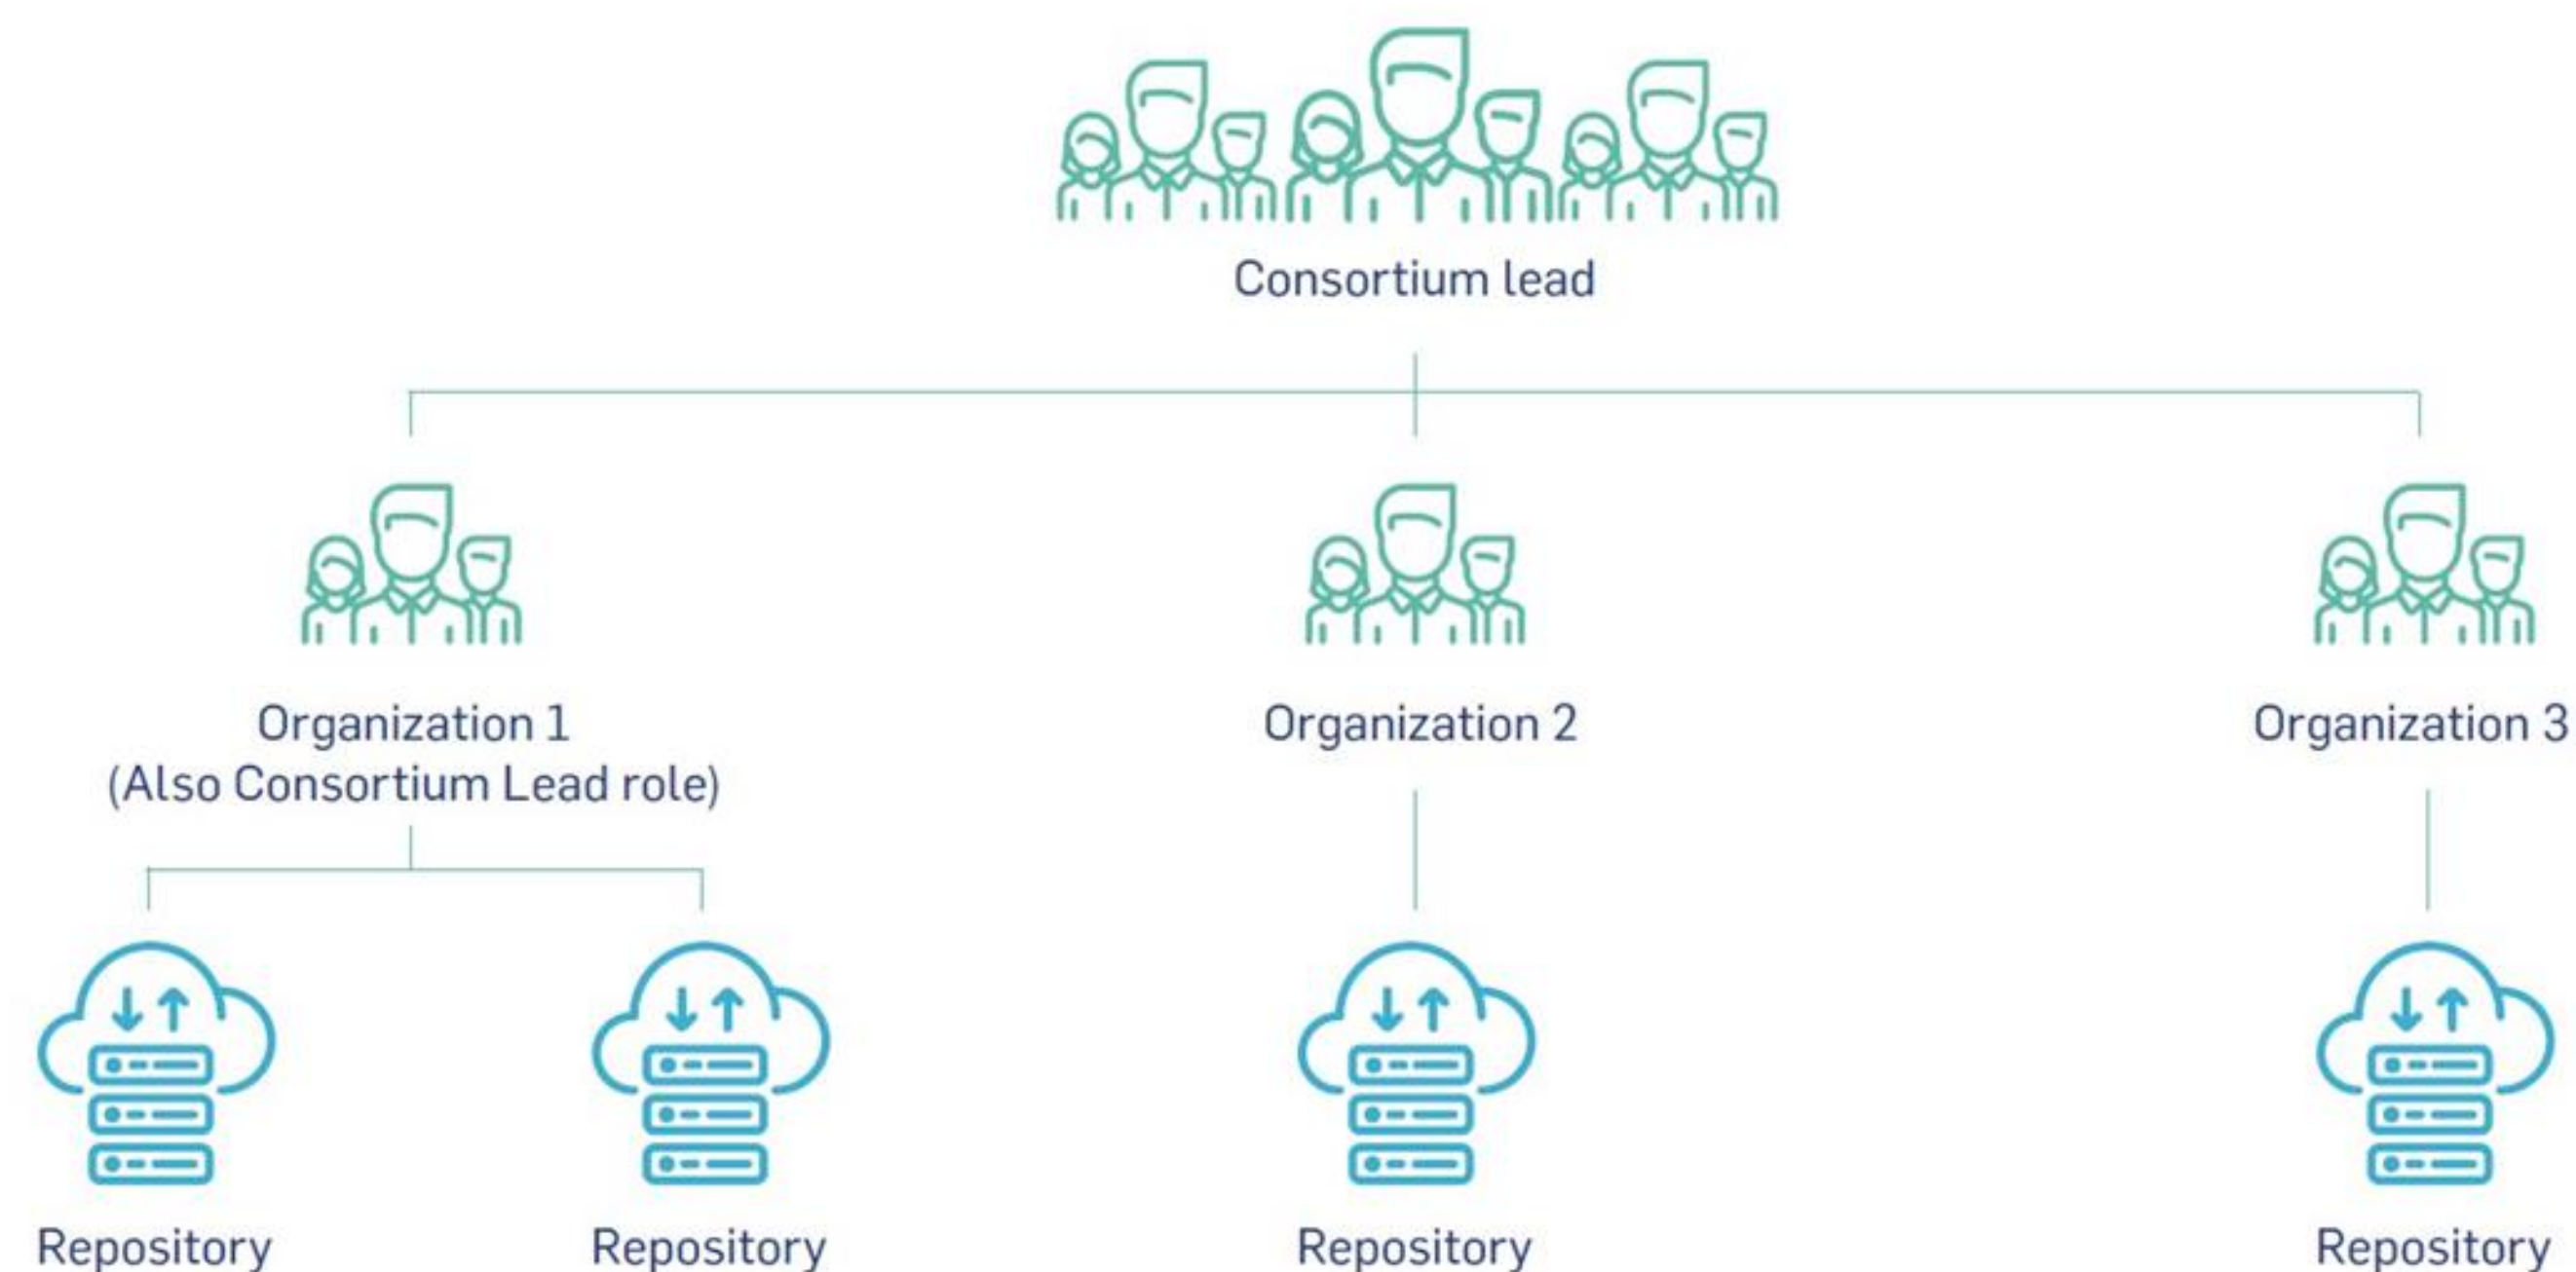 Consortium lead
Organization 1
(Also Consortium Lead role)
Organization 2
Organization 3
Repository
Repository
Repository
Repository